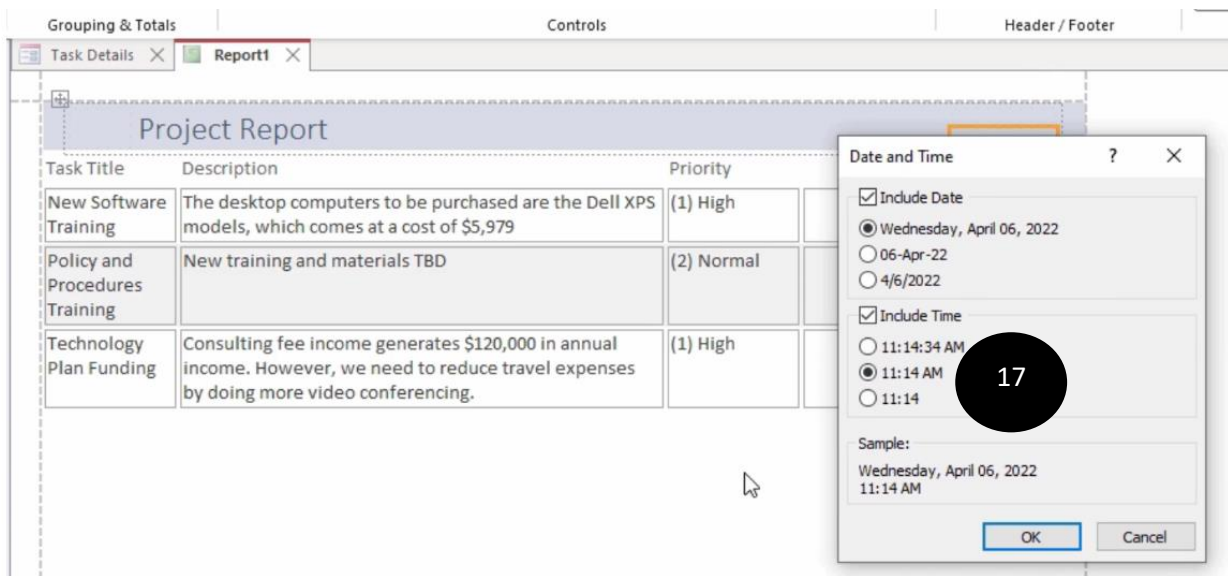 Grouping & Totals Controls Header / Footer
Task Details Report1
Project Report
Task Title Description Priority
New Software Training
The desktop computers to be purchased are the Dell XPS
models, which comes at a cost of $5,979
(1) High
Policy and
Procedures
Training
New training and materials TBD
(2) Normal
Technology
Plan Funding
Consulting fee income generates $120,000 in annual
income. However, we need to reduce travel expenses
by doing more video conferencing.
(1) High
Date and Time ?
Include Date
Wednesday, April 06, 2022
06-Apr-22
4/6/2022
Include Time
11:14:34 AM
11:14 AM
11:14
17
Sample:
Wednesday, April 06, 2022
11:14 AM
OK Cancel